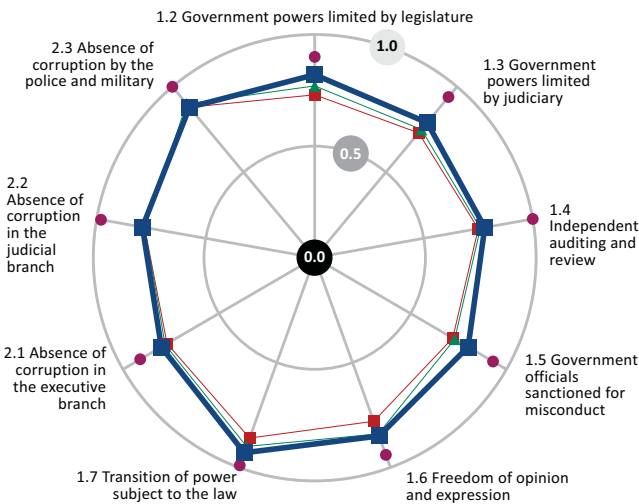 1.2 Government powers limited by legislature
1.0
2.3 Absence of
corruption by the
police and military
1.3 Government
powers limited
by judiciary
0.5
2.2
Absence of
corruption
in the
judicial
branch
1.4
Independent
auditing and
review
0.0
2.1 Absence of
corruption in
the executive
branch
1.5 Government
officials
sanctioned for
misconduct
1.7 Transition of power
subject to the law
1.6 Freedom of opinion
and expression